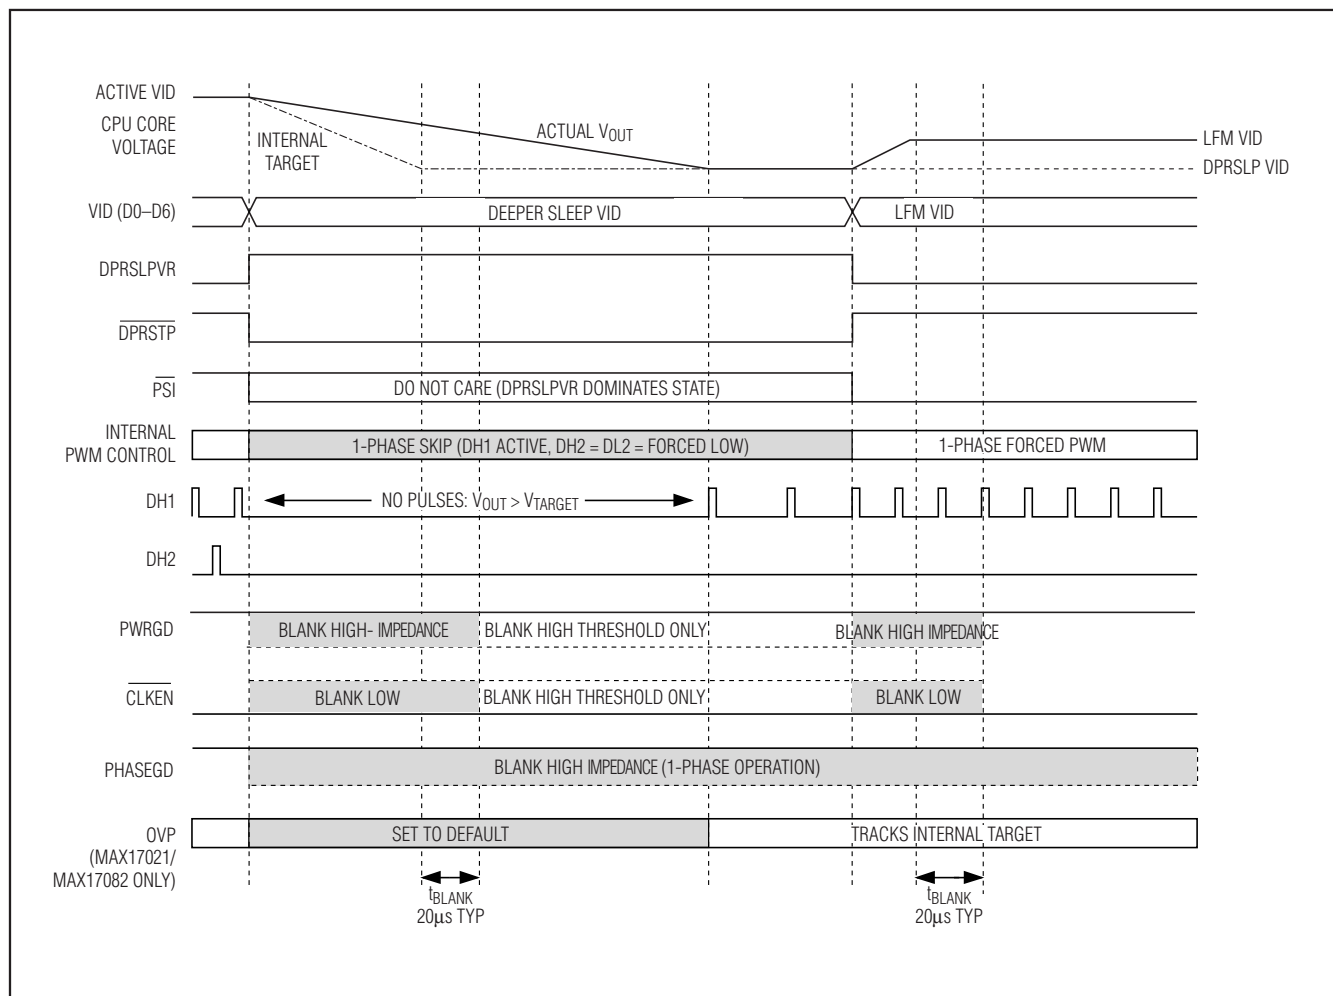 ACTIVE VID
CPU CORE
VOLTAGE
INTERNAL
TARGET
ACTUAL VOUT
LFM VID
DPRSLP VID
VID (D0–D6)
DEEPER SLEEP VID
LFM VID
DPRSLPVR
DPRSTP
PSI
DO NOT CARE (DPRSLPVR DOMINATES STATE)
INTERNAL
PWM CONTROL
1-PHASE SKIP (DH1 ACTIVE, DH2 = DL2 = FORCED LOW)
1-PHASE FORCED PWM
DH1
NO PULSES: VOUT > VTARGET
DH2
PWRGD
BLANK HIGH- IMPEDANCE
BLANK HIGH THRESHOLD ONLY
BLANK HIGH IMPEDANCE
CLKEN
BLANK LOW
BLANK HIGH THRESHOLD ONLY
BLANK LOW
PHASEGD
BLANK HIGH IMPEDANCE (1-PHASE OPERATION)
OVP
(MAX17021/
MAX17082 ONLY)
SET TO DEFAULT
TRACKS INTERNAL TARGET
tBLANK
20μs TYP
tBLANK
20μs TYP